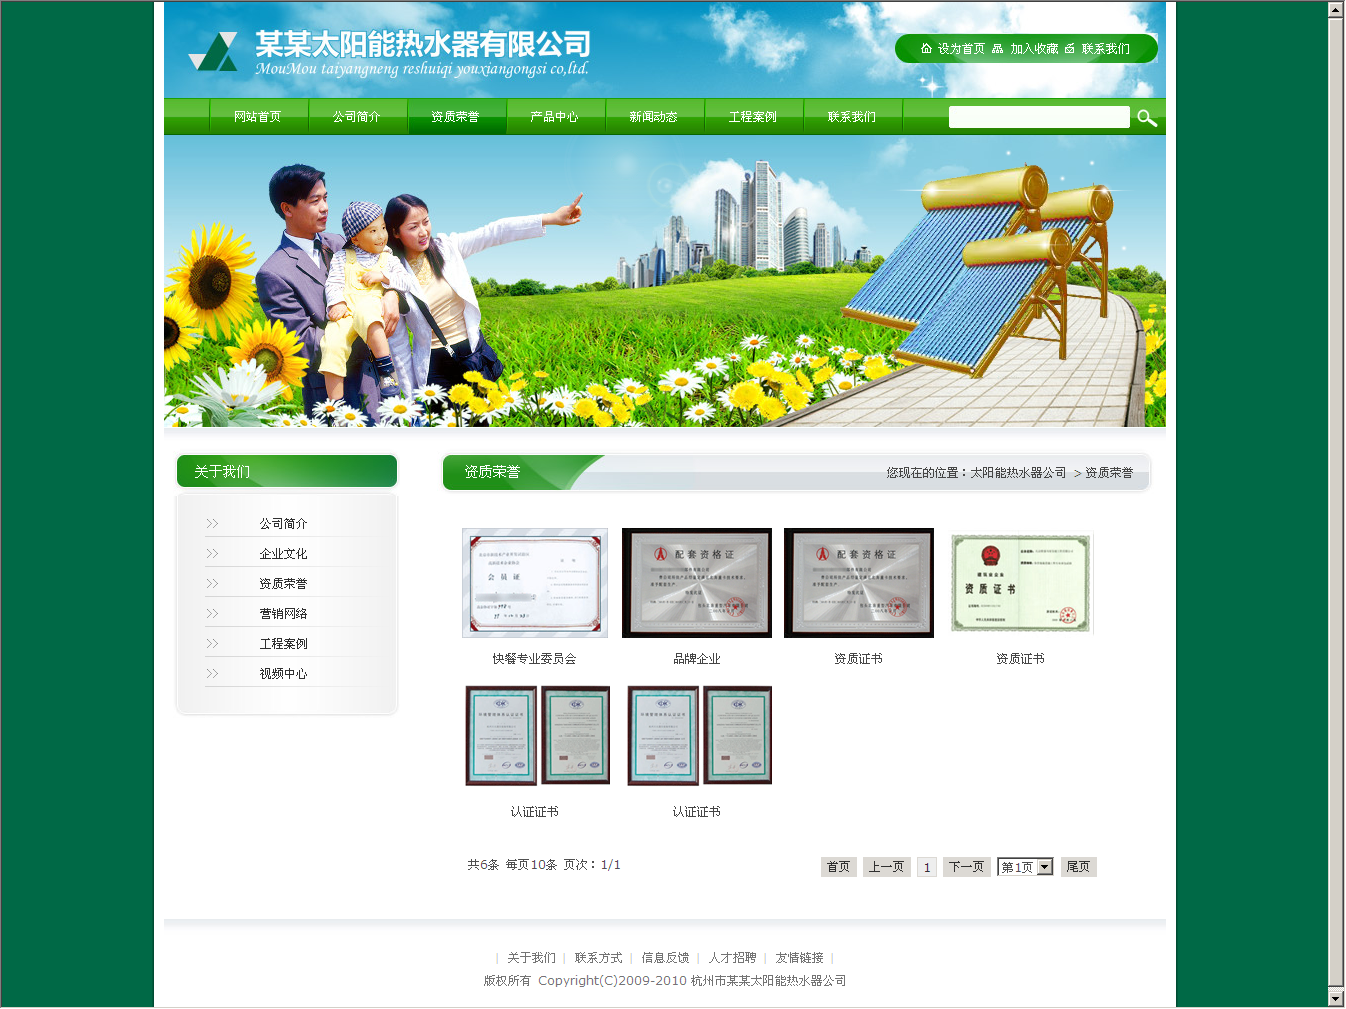 某某太阳能热水器有限公司
MouMou taiyangneng reshuiqi youxiangongsi co,ltd.
设为首页 加入收藏 联系我们
网站首页 公司简介 资质荣誉 产品中心 新闻动态 工程案例 联系我们
关于我们
公司简介
企业文化
资质荣誉
营销网络
工程案例
视频中心
资质荣誉
您现在的位置：太阳能热水器公司 > 资质荣誉
会员证
配套资格证
配套资格证
资质证书
快餐专业委员会 品牌企业 资质证书 资质证书
认证证书 认证证书
共6条 每页10条 页次：1/1
首页 上一页 1 下一页 第1页 尾页
| 关于我们 | 联系方式 | 信息反馈 | 人才招聘 | 友情链接 |
版权所有 Copyright(C)2009-2010 杭州市某某太阳能热水器公司